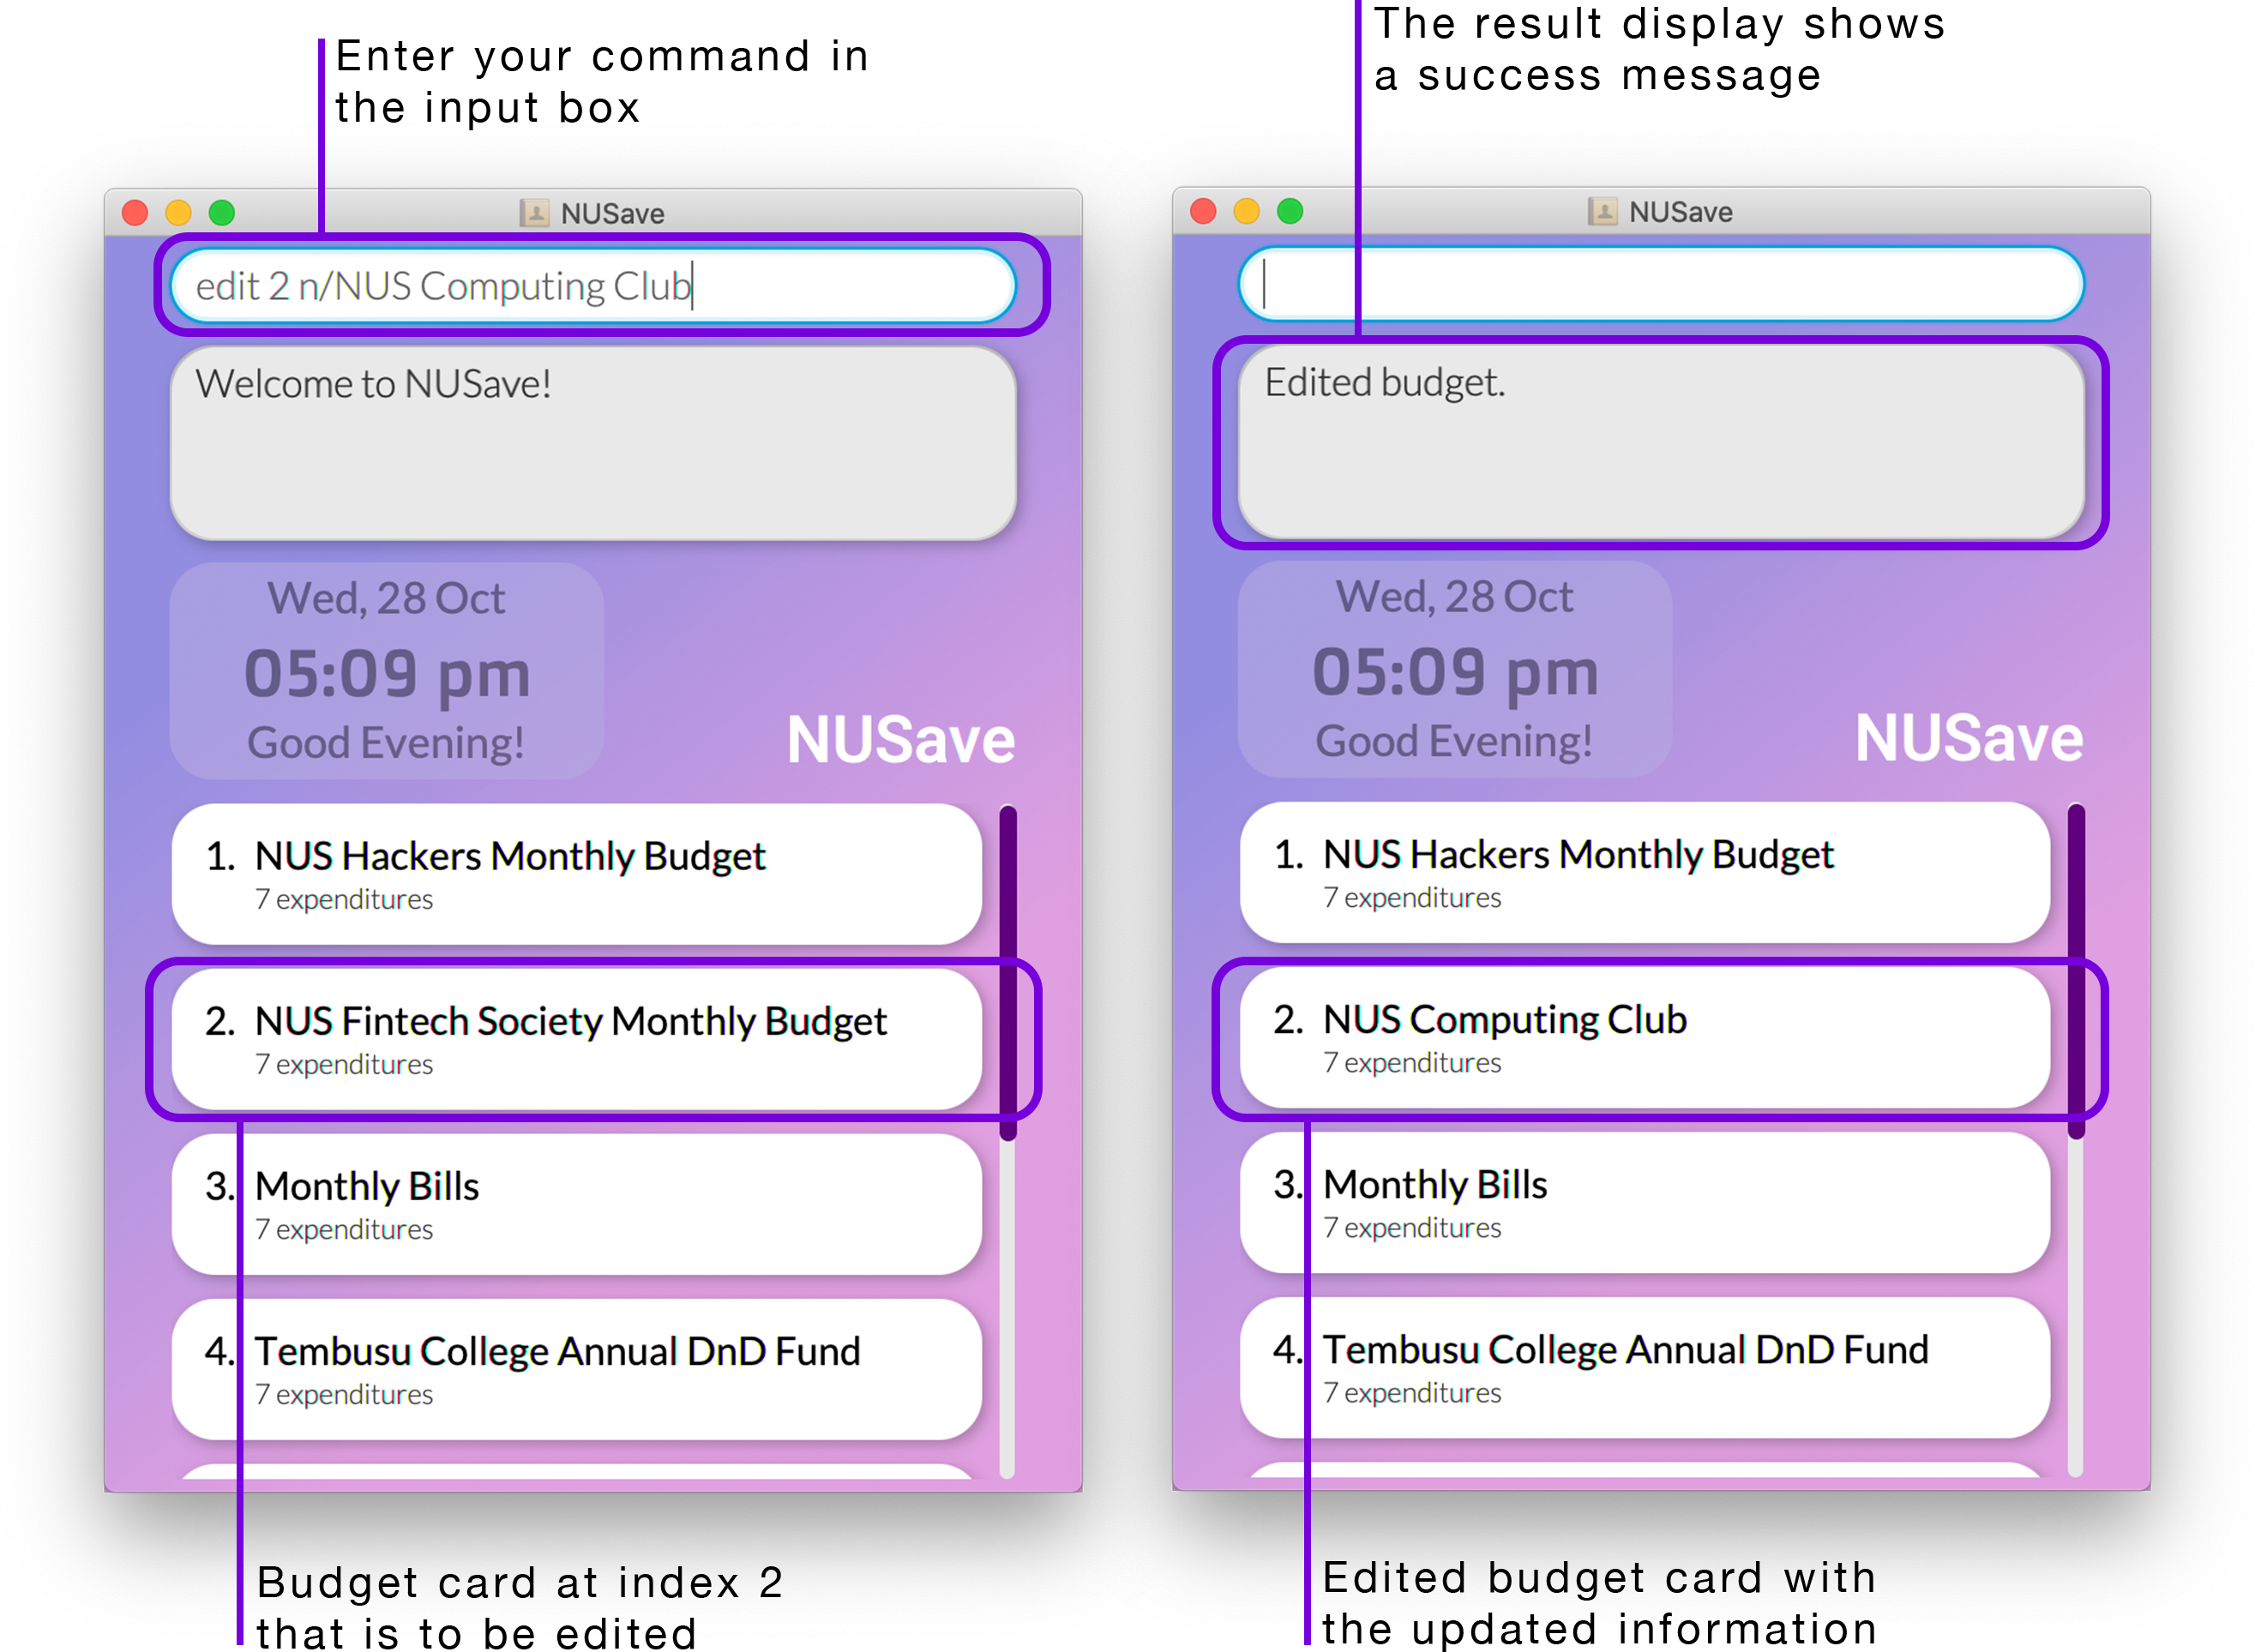 Enter your command in
the input box
NUSave
edit 2 n/NUS Computing Club
Welcome to NUSave!
Wed, 28 Oct
05:09 pm
Good Evening!
NUSave
1. NUS Hackers Monthly Budget
7 expenditures
2. NUS Fintech Society Monthly Budget
7 expenditures
3. Monthly Bills
7 expenditures
4. Tembusu College Annual DnD Fund
7 expenditures
Budget card at index 2
that is to be edited
The result display shows
a success message
NUSave
Edited budget.
Wed, 28 Oct
05:09 pm
Good Evening!
NUSave
1. NUS Hackers Monthly Budget
7 expenditures
2. NUS Computing Club
7 expenditures
3. Monthly Bills
7 expenditures
4. Tembusu College Annual DnD Fund
7 expenditures
Edited budget card with
the updated information